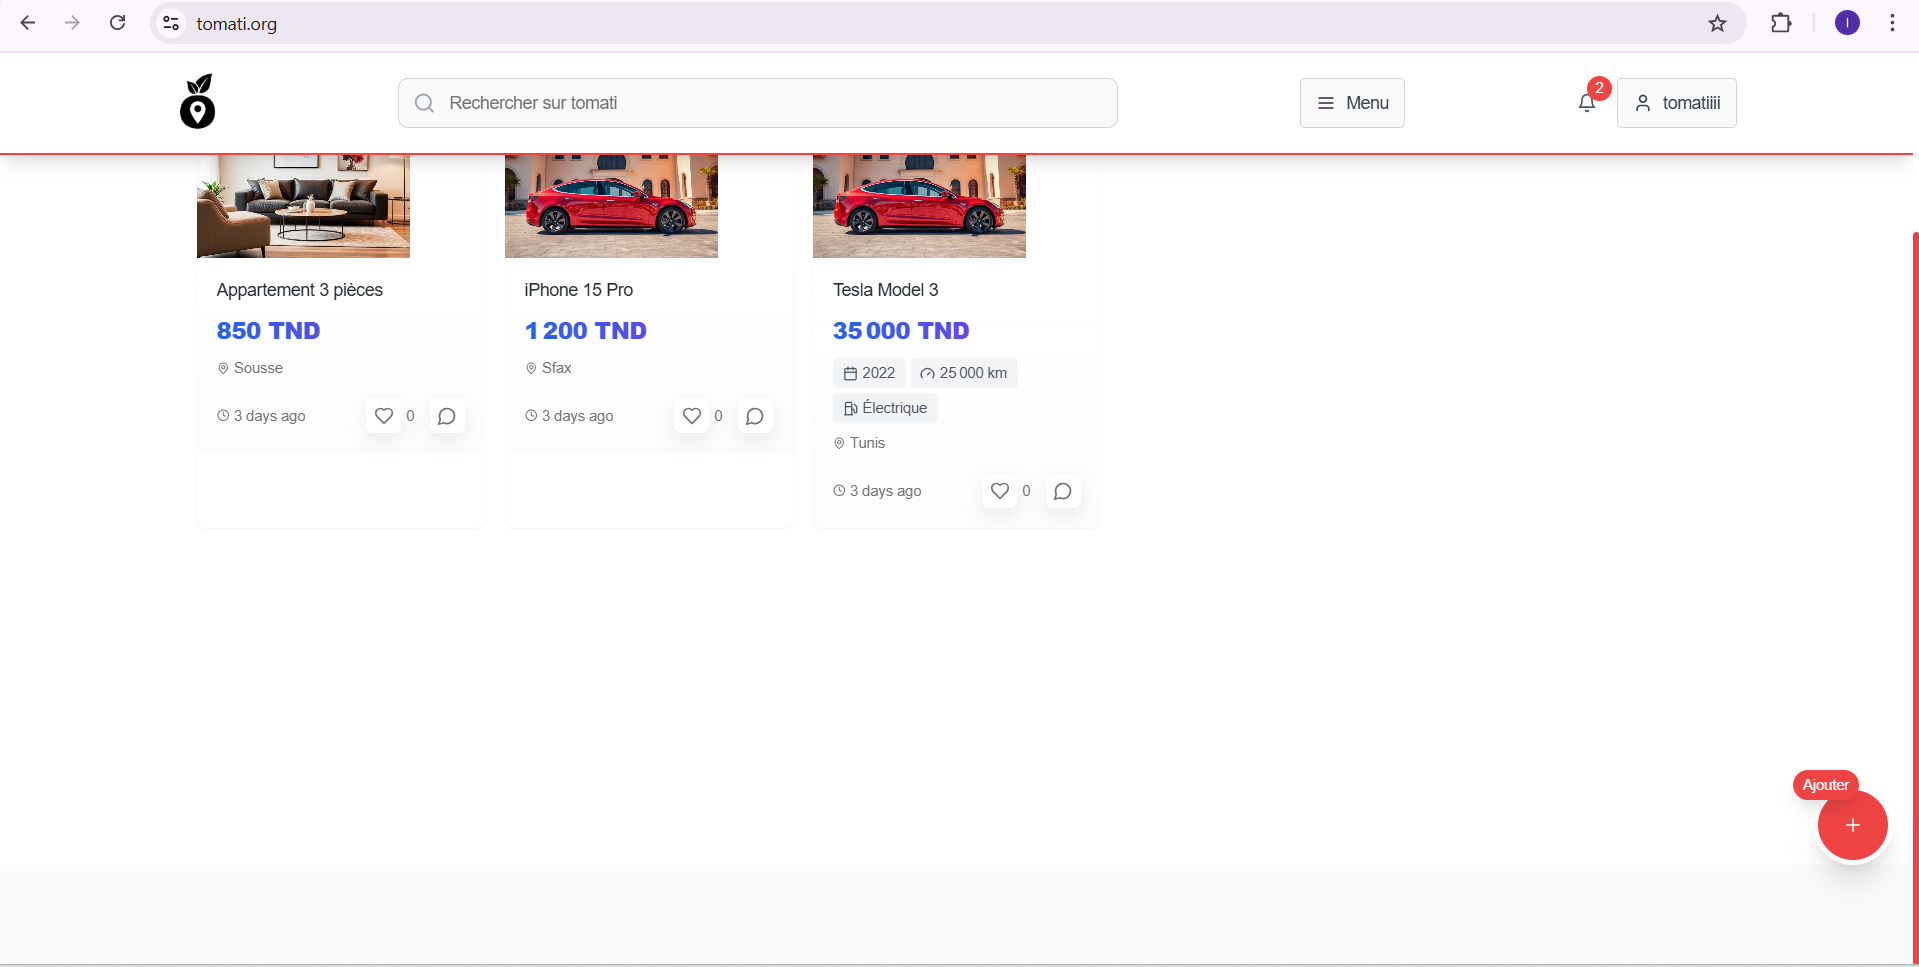 tomati.org
Rechercher sur tomati
Menu
2
tomatiiii
Appartement 3 pièces
850 TND
Sousse
3 days ago
0
iPhone 15 Pro
1 200 TND
Sfax
3 days ago
0
Tesla Model 3
35 000 TND
2022
25 000 km
Électrique
Tunis
3 days ago
0
Ajouter
I